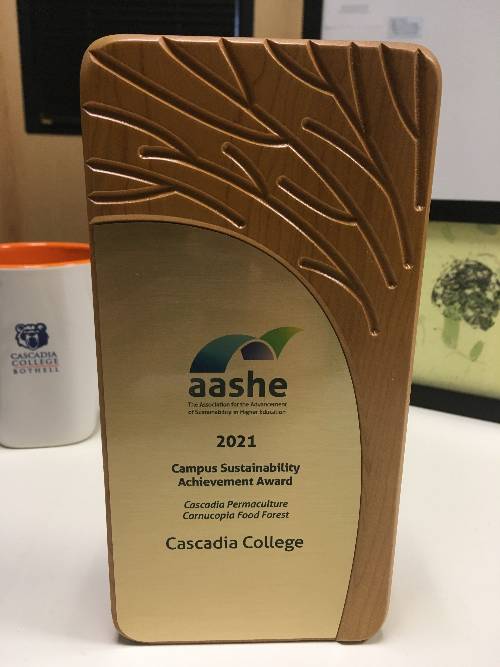 aashe
The Association for the Advancement
of Sustainability in Higher Education
2021
Campus Sustainability
Achievement Award
Cascadia Permaculture
Cornucopia Food Forest
Cascadia College
CASCADIA
COLLEGE
BOTHELL